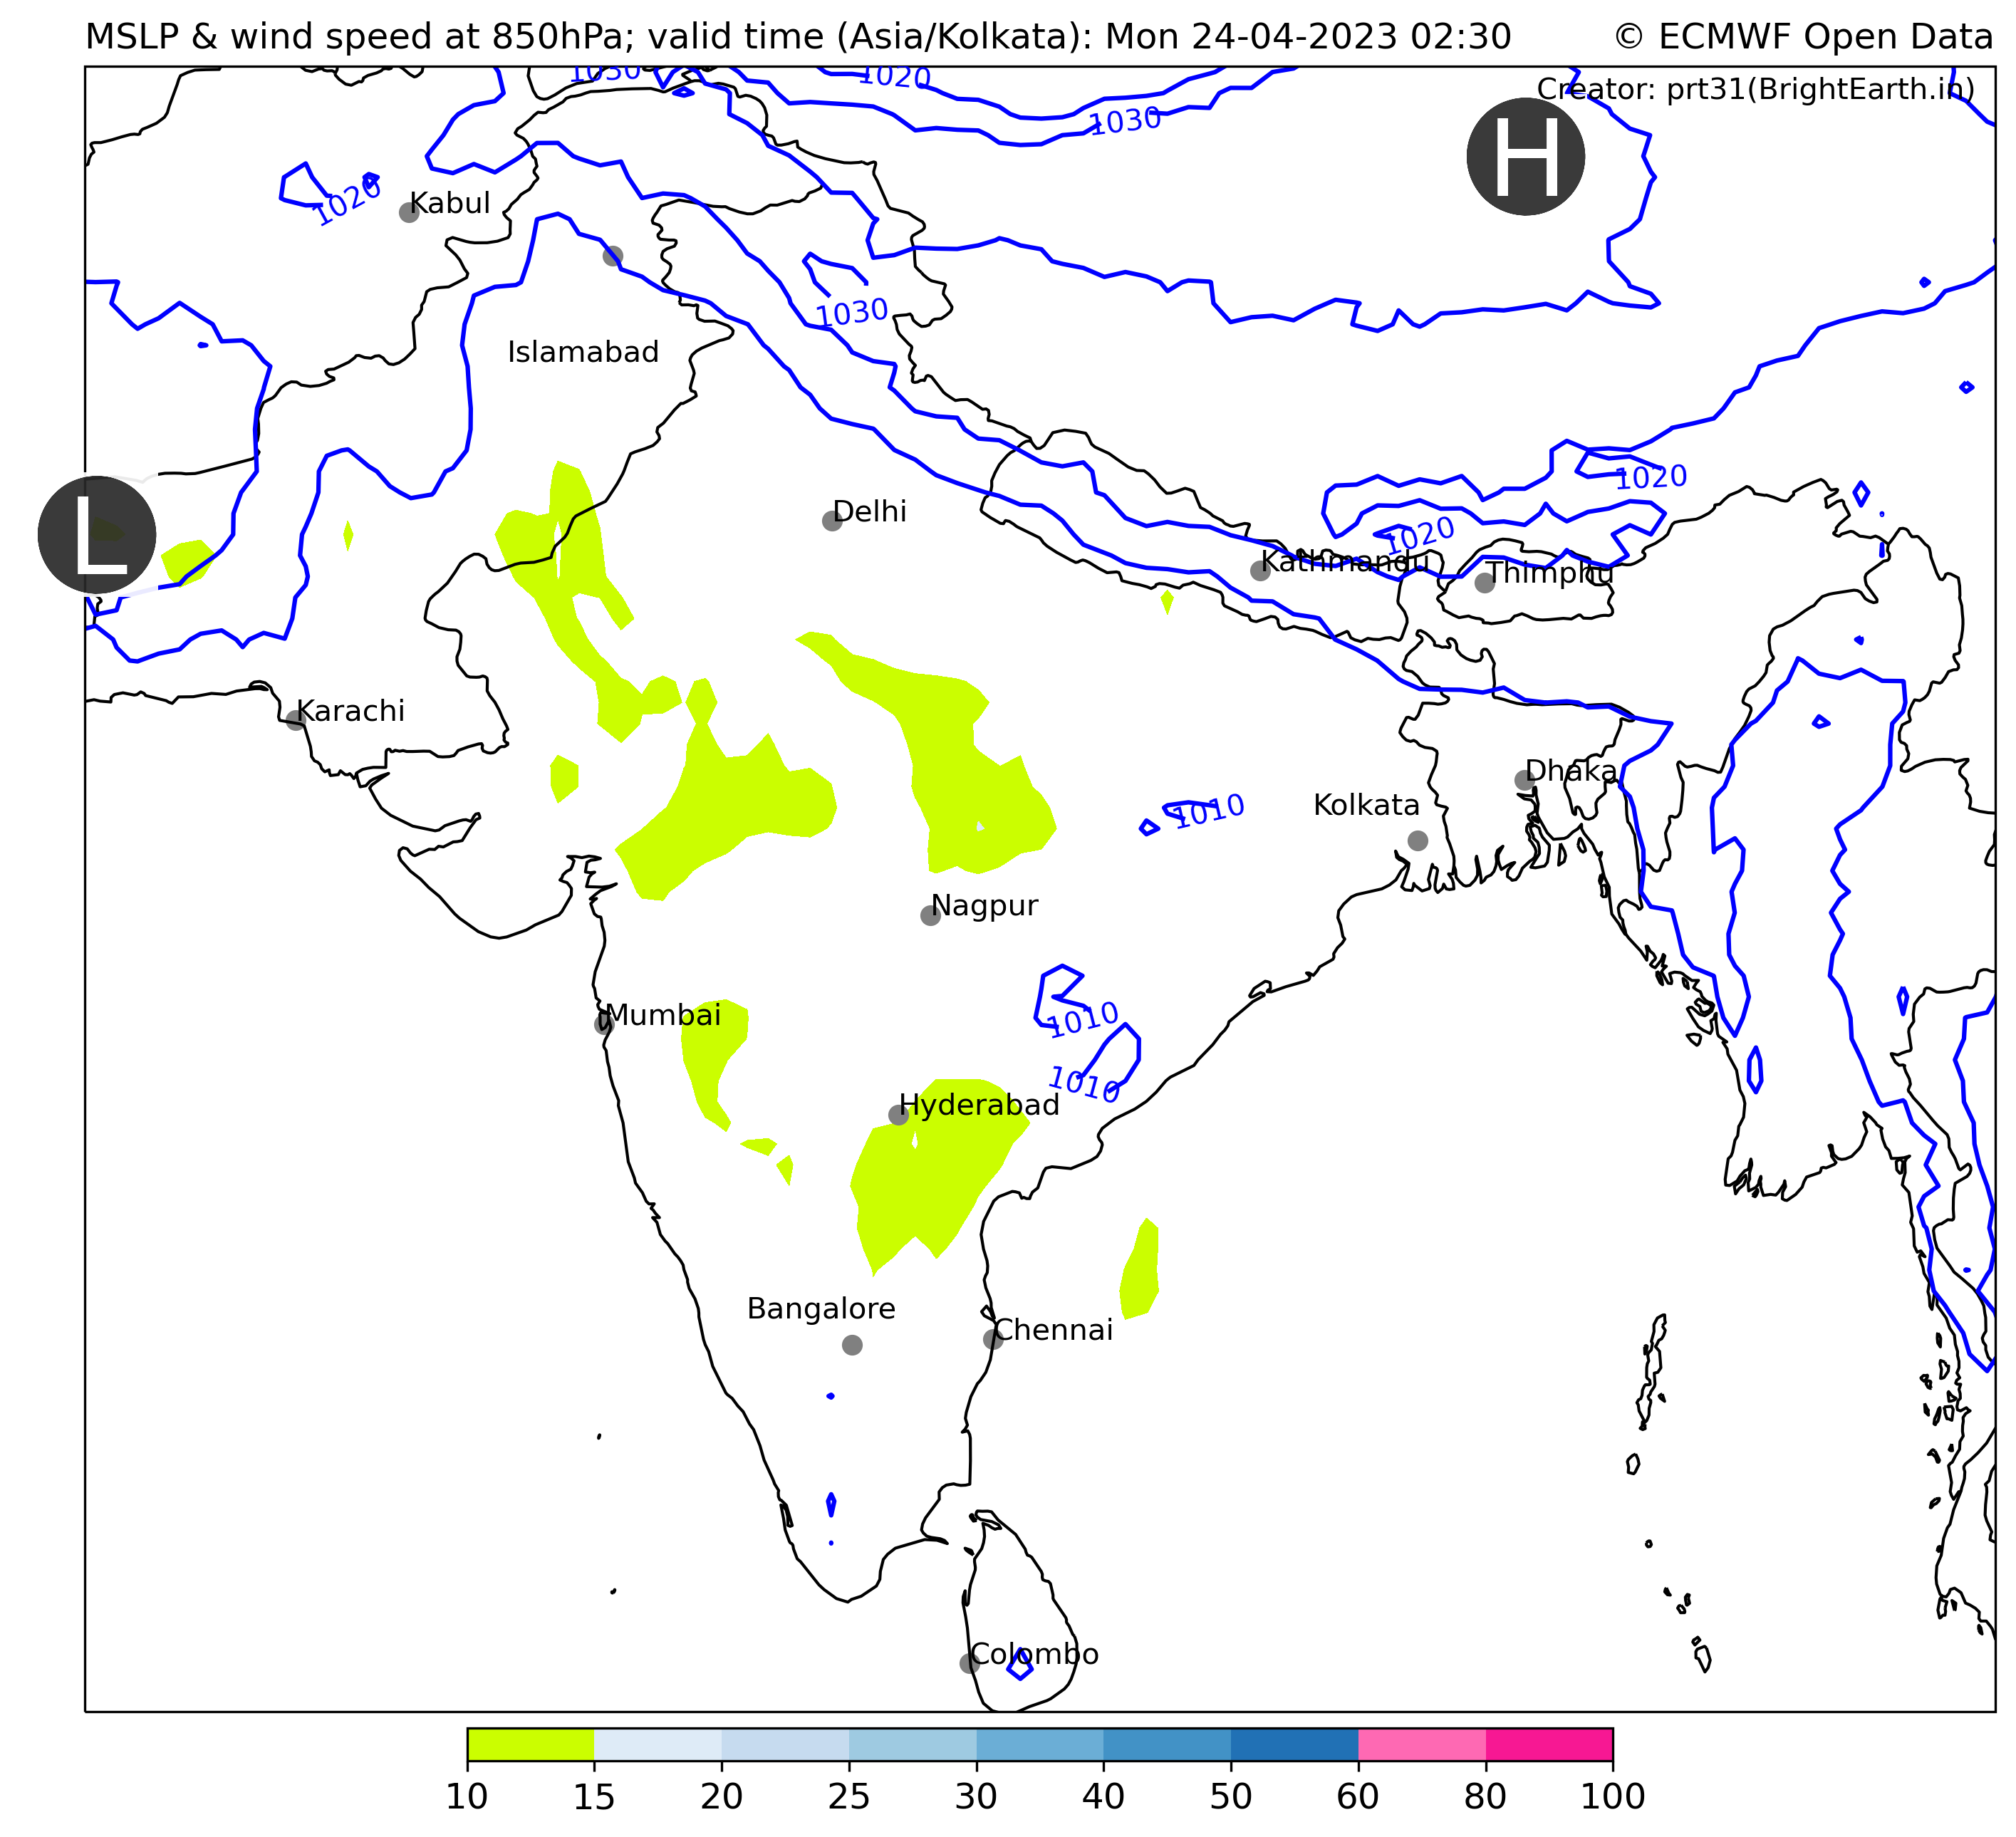 MSLP & wind speed at 850hPa; valid time (Asia/Kolkata): Mon 24-04-2023 02:30 © ECMWF Open Data
1030
1020
Creator: prt31(BrightEarth.in)
1030
H
1020
Kabul
1030
Islamabad
1020
L
Delhi
1020
Kathmandu
Thimphu
Karachi
Dhaka
Kolkata
1010
Nagpur
Mumbai
1010
1010
Hyderabad
Bangalore
Chennai
Colombo
10 15 20 25 30 40 50 60 80 100